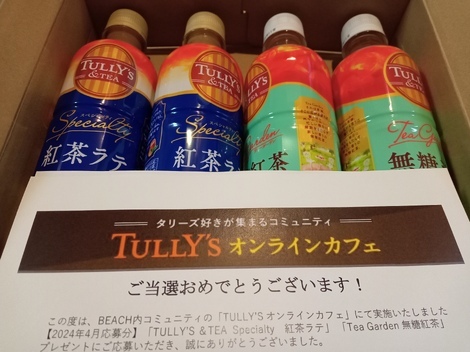 TULLY'S
& TEA
Specialty
紅茶ラテ
TULLY'S
& TEA
Specialty
紅茶ラテ
TULLY'S
& TEA
Garden
紅茶
TULLY'S
& TEA
Tea G
無糖
― タリーズ好きが集まるコミュニティ ―
TULLY'S オンラインカフェ
ご当選おめでとうございます！
この度は、BEACH内コミュニティの「TULLY'S オンラインカフェ」にて実施いたしました
【2024年4月応募分】「TULLY'S ＆TEA Specialty 紅茶ラテ」「Tea Garden 無糖紅茶」
プレゼントにご応募いただき、誠にありがとうございます。